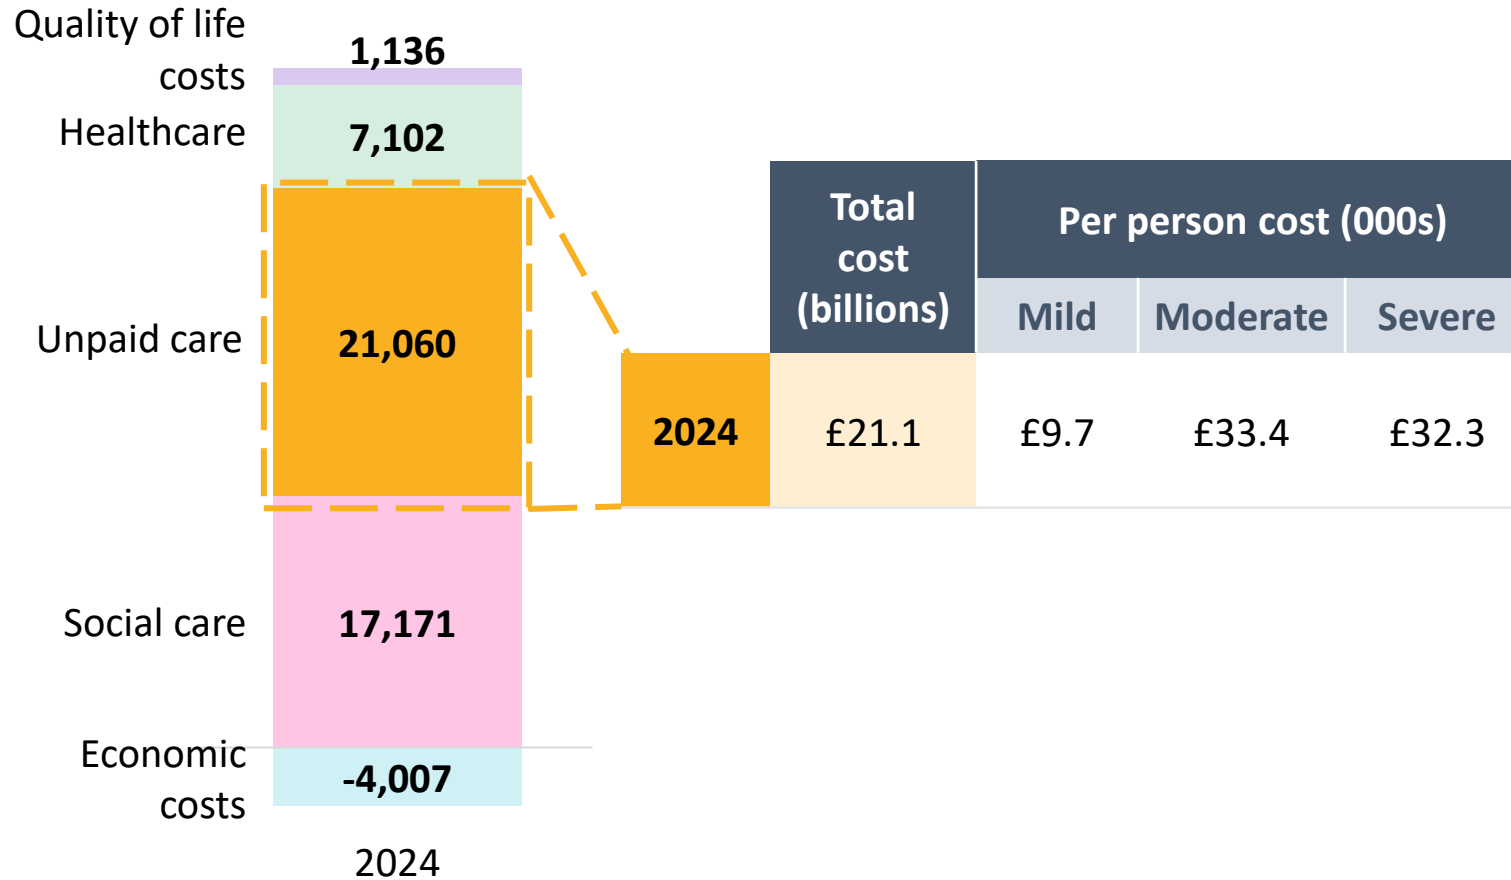 Quality of life
costs
1,136
Healthcare
7,102
Unpaid care
21,060
Social care
17,171
Economic
costs
-4,007
2024
Total
cost
(billions)
Per person cost (000s)
Mild
Moderate
Severe
2024
£21.1
£9.7
£33.4
£32.3